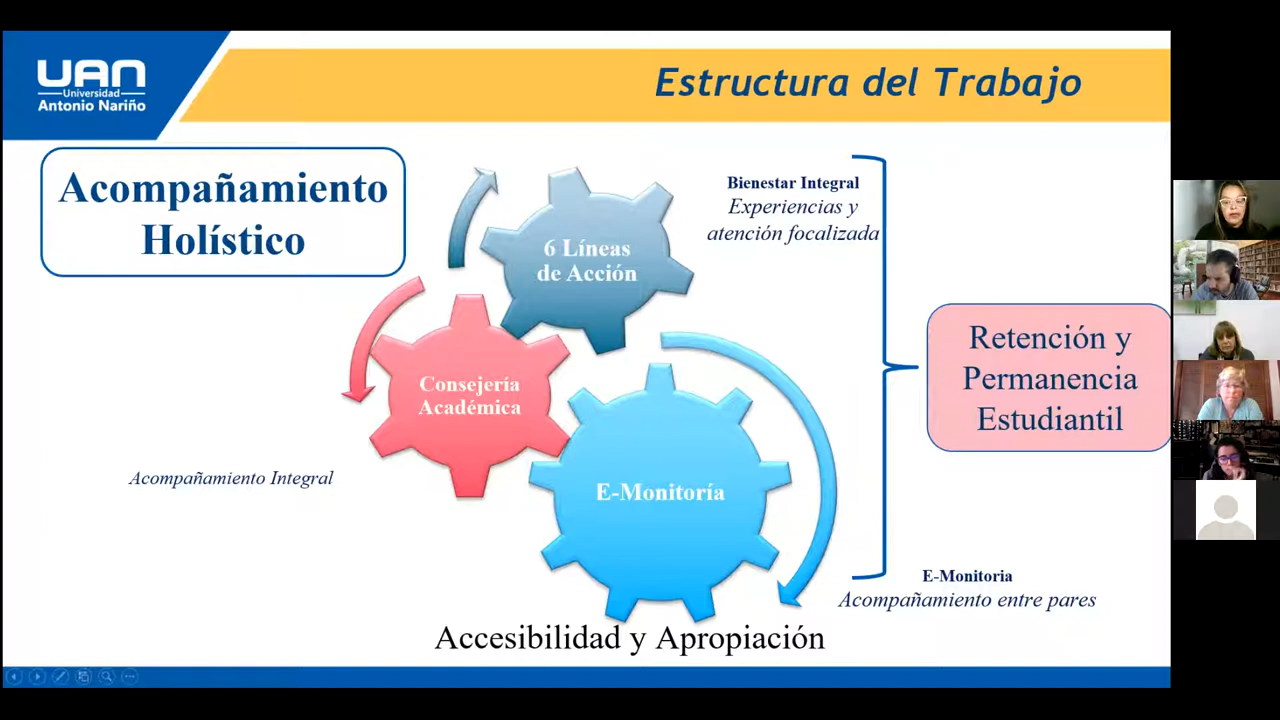 UAN
Universidad
Antonio Nariño
Estructura del Trabajo
Acompañamiento
Holístico
6 Líneas
de Acción
Bienestar Integral
Experiencias y
atención focalizada
Consejería
Académica
Retención y
Permanencia
Estudiantil
Acompañamiento Integral
E-Monitoría
E-Monitoria
Acompañamiento entre pares
Accesibilidad y Apropiación